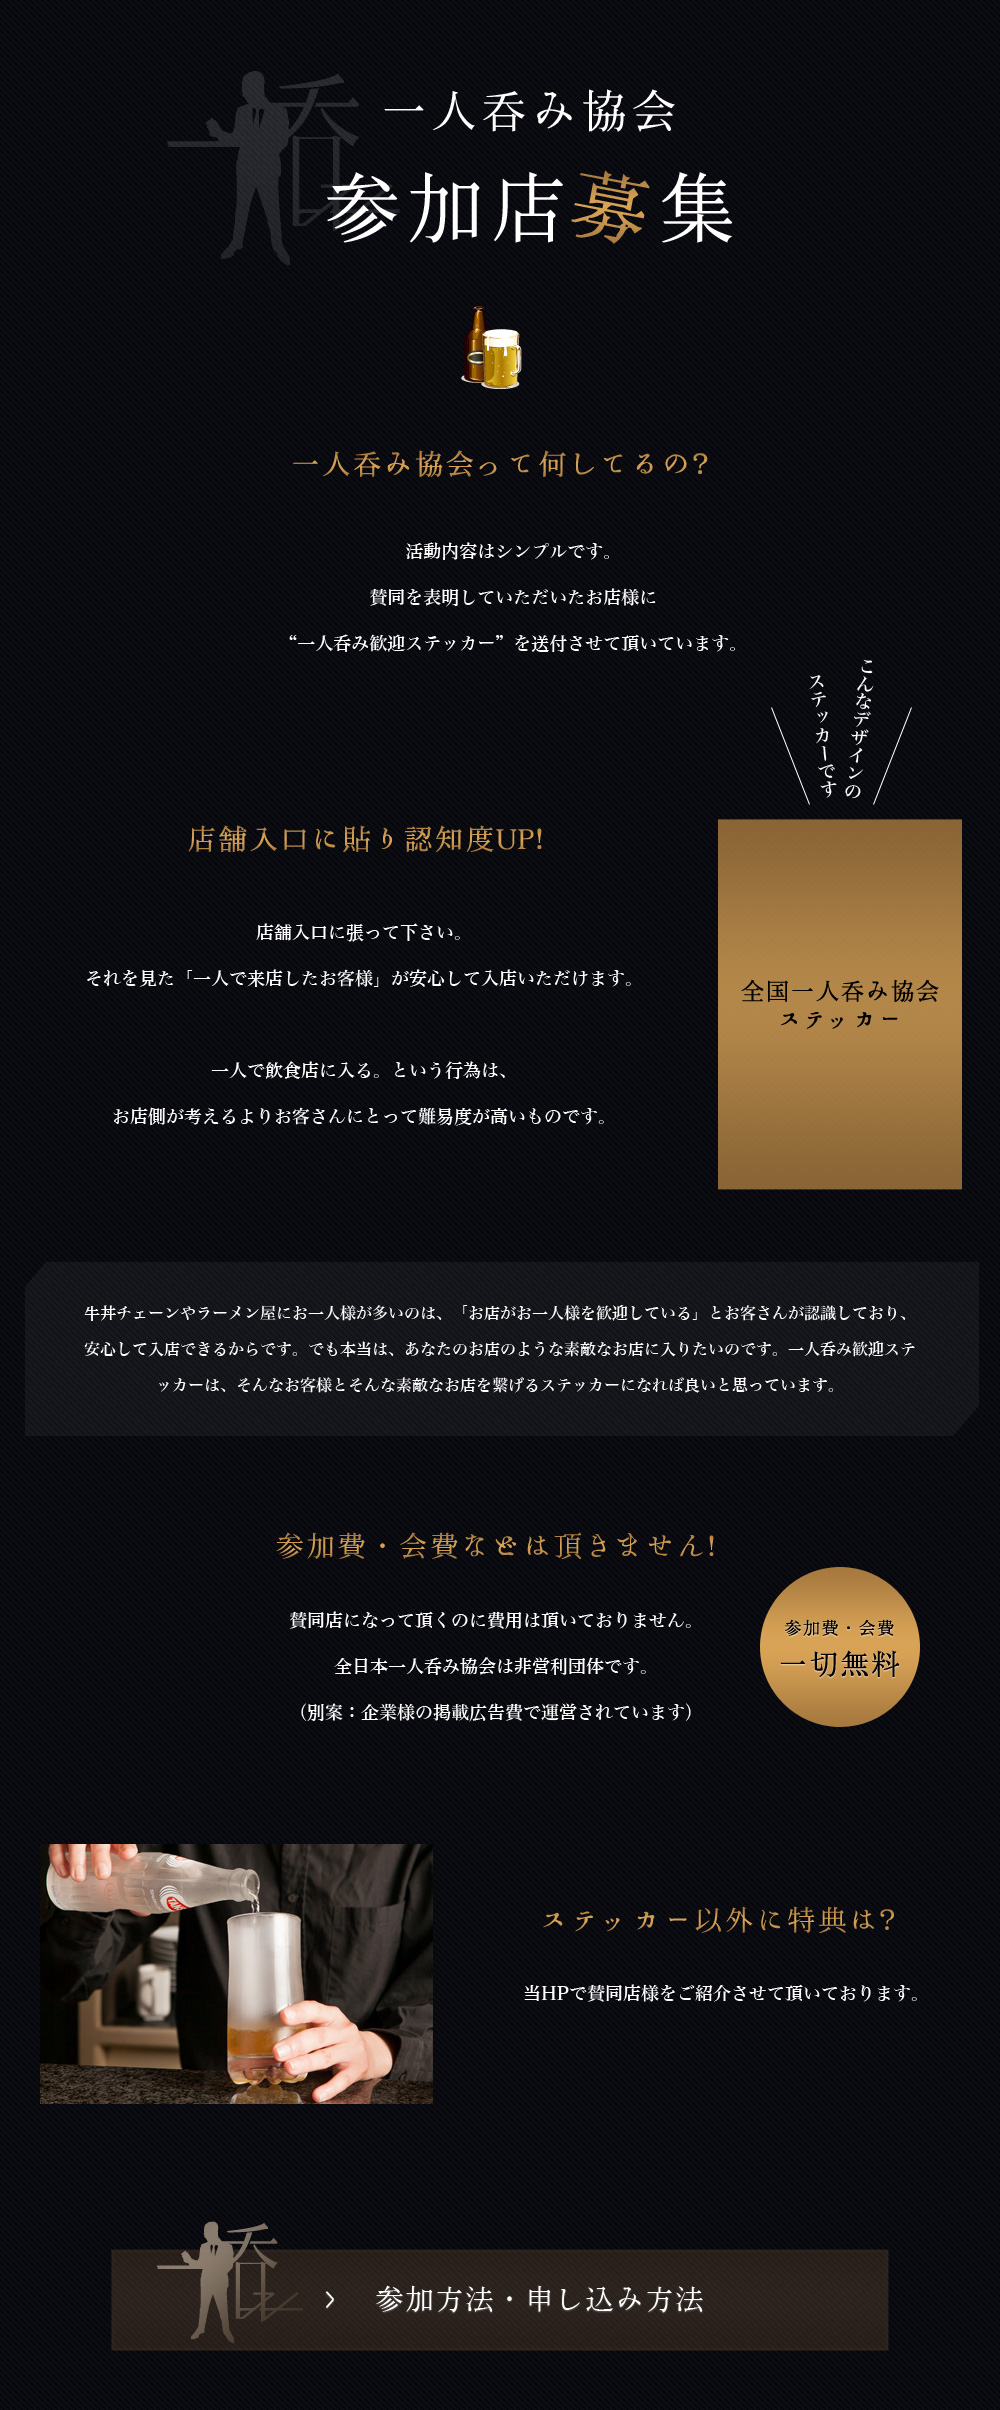 一人呑み協会
参加店募集
一人呑み協会って何してるの?
活動内容はシンプルです。
賛同を表明していただいたお店様に
“一人呑み歓迎ステッカー”を送付させて頂いています。
こんなデザインの
ステッカーです
店舗入口に貼り認知度UP!
店舗入口に張って下さい。
それを見た「一人で来店したお客様」が安心して入店いただけます。
一人で飲食店に入る。という行為は、
お店側が考えるよりお客さんにとって難易度が高いものです。
全国一人呑み協会
ステッカー
牛丼チェーンやラーメン屋にお一人様が多いのは、「お店がお一人様を歓迎している」とお客さんが認識しており、
安心して入店できるからです。でも本当は、あなたのお店のような素敵なお店に入りたいのです。一人呑み歓迎ステ
ッカーは、そんなお客様とそんな素敵なお店を繋げるステッカーになれば良いと思っています。
参加費・会費などは頂きません!
賛同店になって頂くのに費用は頂いておりません。
全日本一人呑み協会は非営利団体です。
（別案：企業様の掲載広告費で運営されています）
参加費・会費
一切無料
ステッカー以外に特典は?
当HPで賛同店様をご紹介させて頂いております。
参加方法・申し込み方法